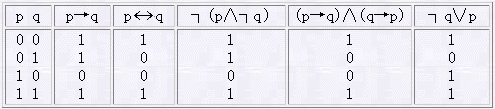 p q p→q p↔q ┐(p∧┐q) (p→q)∧(q→p) ┐q∨p
0 0 1 1 1 1 1
0 1 1 0 1 0 0
1 0 0 0 0 0 1
1 1 1 1 1 1 1